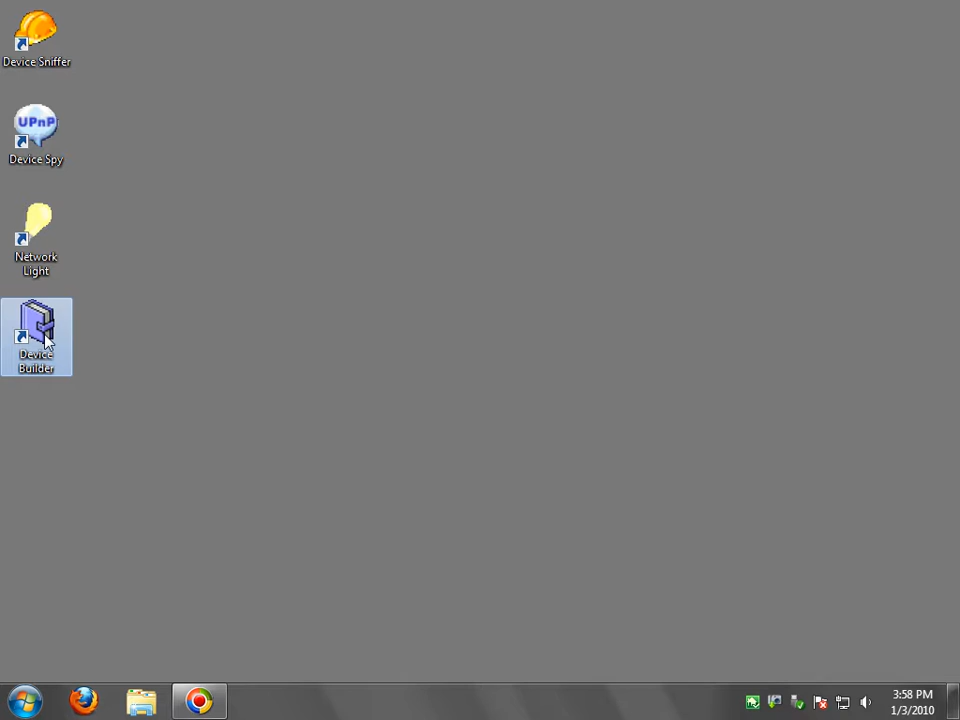 Device Sniffer
UPnP
Device Spy
Network
Light
Device
Builder
3:58 PM
1/3/2010